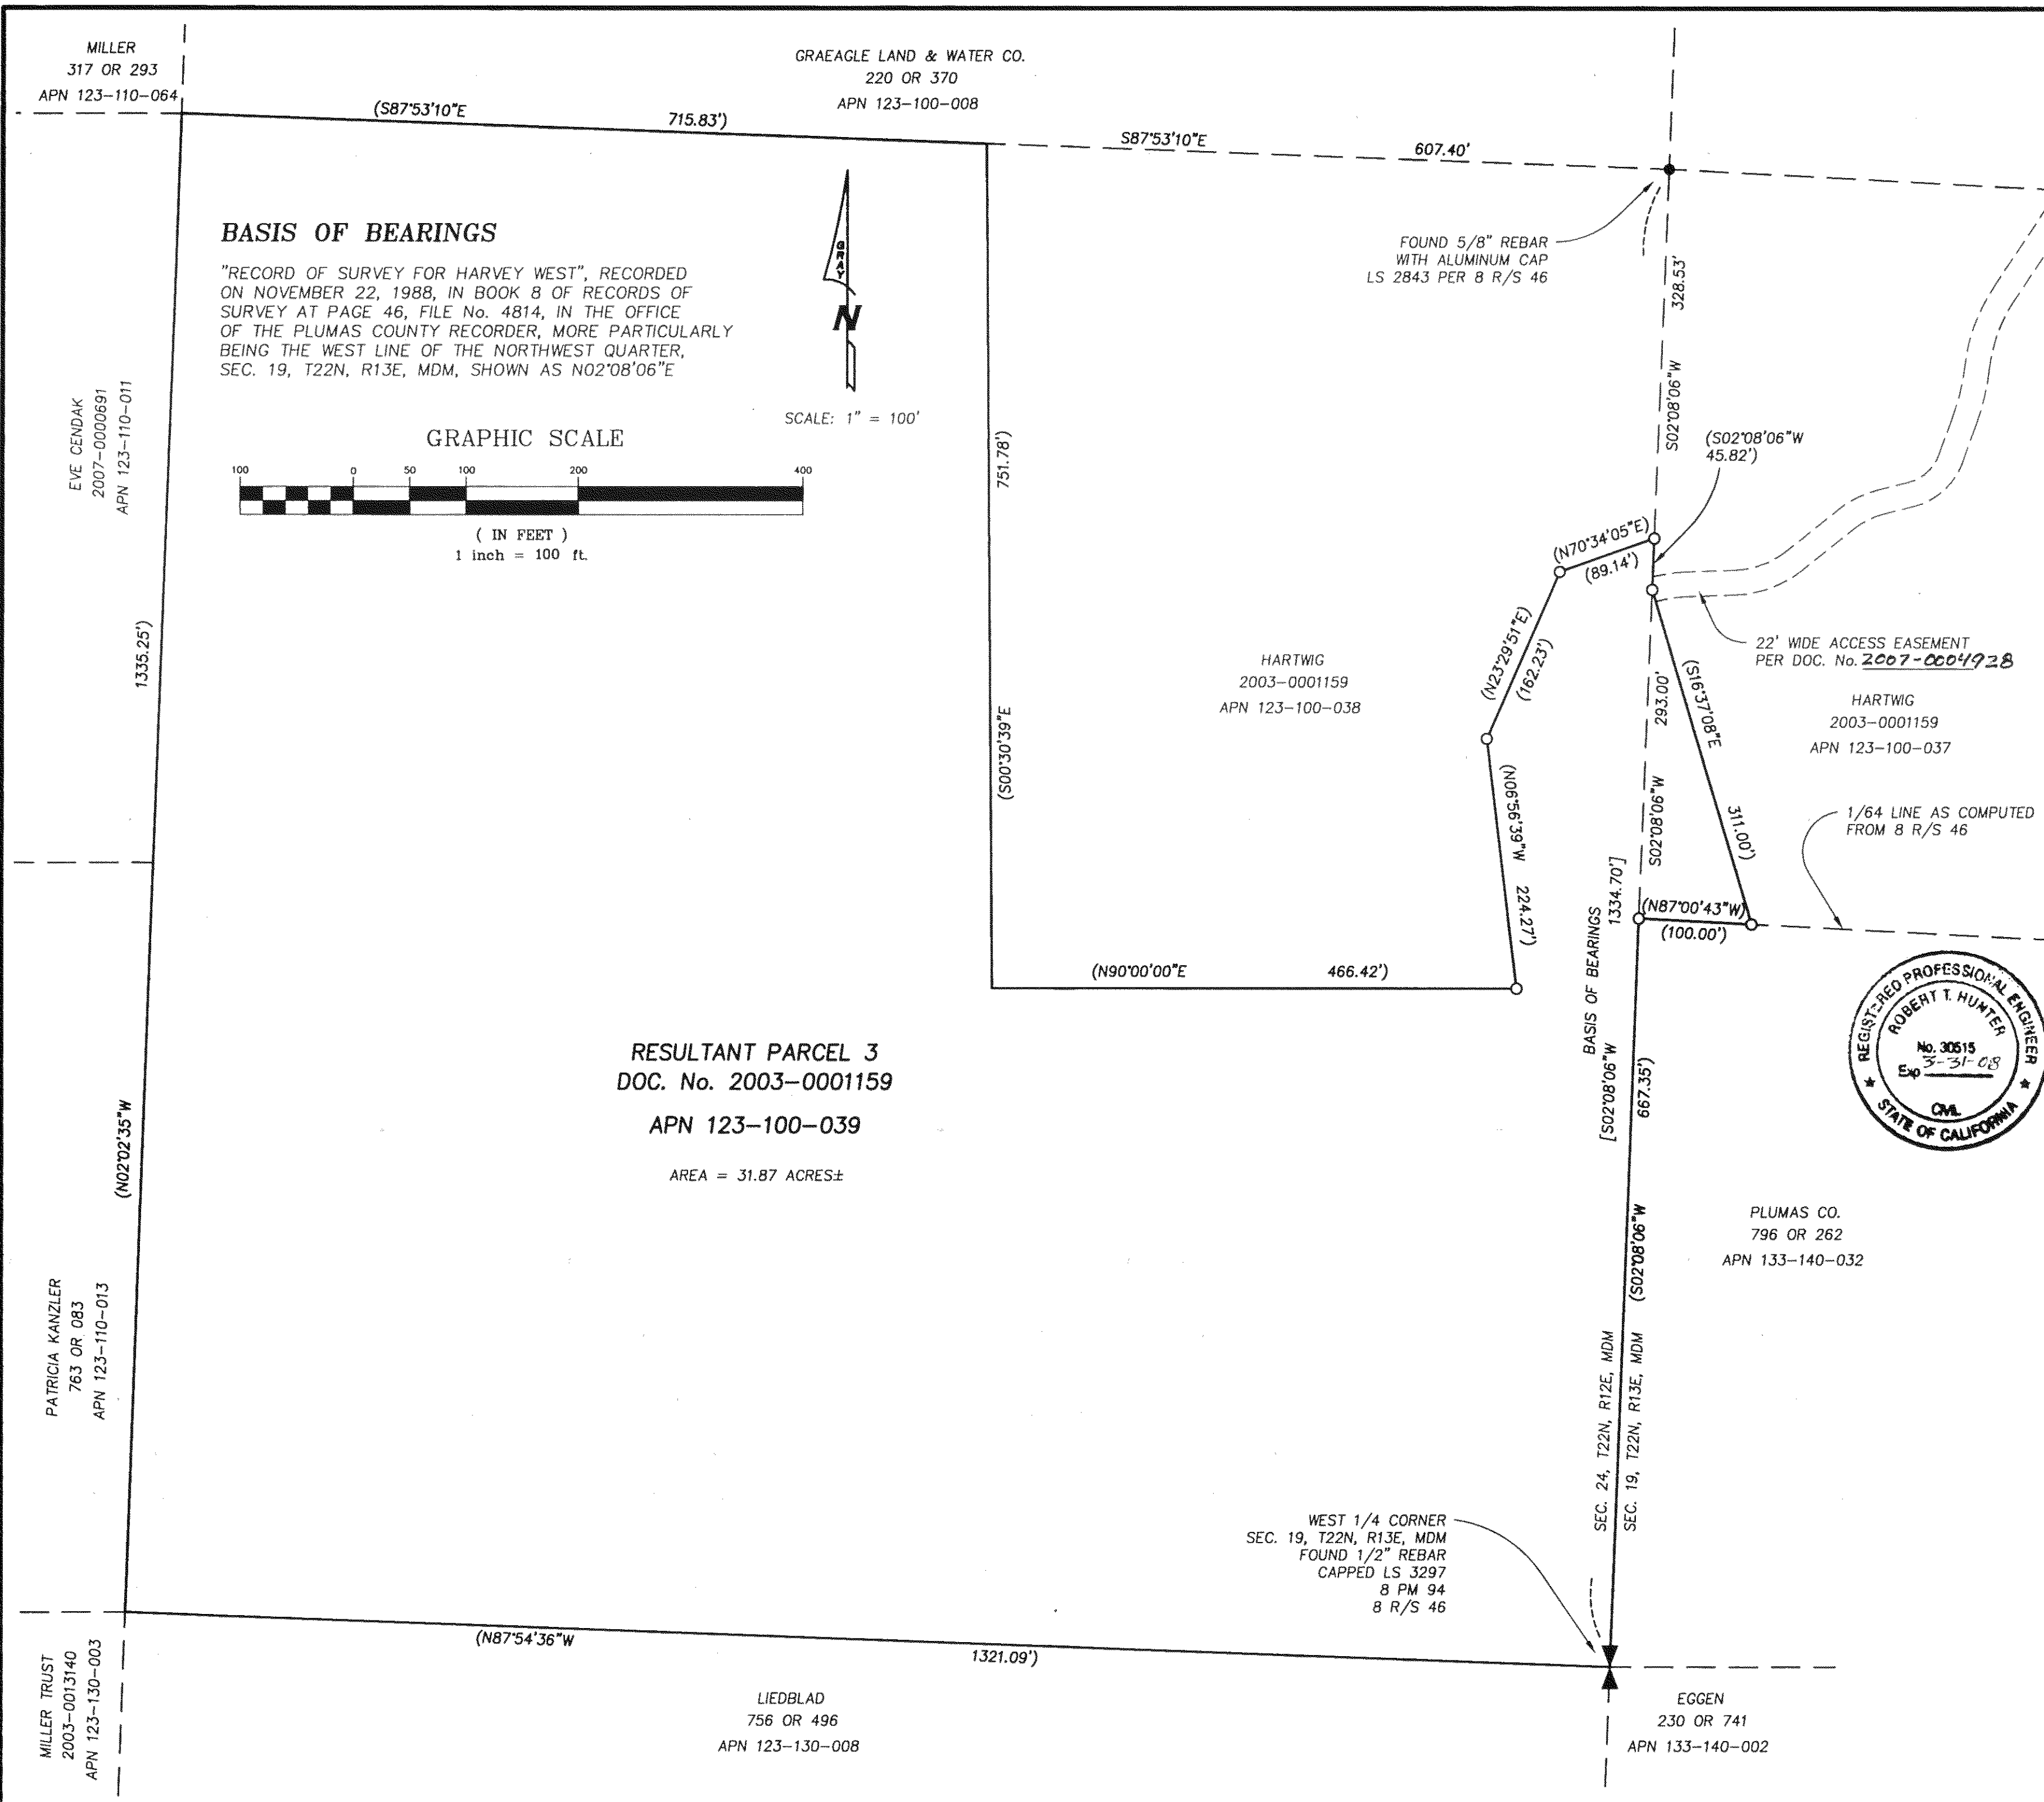 MILLER
317 OR 293
APN 123-110-064
GRAEAGLE LAND & WATER CO.
220 OR 370
APN 123-100-008
(S87°53'10"E
715.83')
S87°53'10"E
607.40'
BASIS OF BEARINGS
"RECORD OF SURVEY FOR HARVEY WEST", RECORDED
ON NOVEMBER 22, 1988, IN BOOK 8 OF RECORDS OF
SURVEY AT PAGE 46, FILE No. 4814, IN THE OFFICE
OF THE PLUMAS COUNTY RECORDER, MORE PARTICULARLY
BEING THE WEST LINE OF THE NORTHWEST QUARTER,
SEC. 19, T22N, R13E, MDM, SHOWN AS N02°08'06"E
GRAY
N
SCALE: 1" = 100'
GRAPHIC SCALE
100 0 50 100 200 400
( IN FEET )
1 inch = 100 ft.
FOUND 5/8" REBAR
WITH ALUMINUM CAP
LS 2843 PER 8 R/S 46
328.53'
S02°08'06"W
(S02°08'06"W
45.82')
EVE CENDAK
2007-0000691
APN 123-110-011
1335.25')
(N02°02'35"W
751.78')
(S00°30'39"E
(N70°34'05"E)
(89.14')
(N23°29'51"E)
(162.23')
HARTWIG
2003-0001159
APN 123-100-038
22' WIDE ACCESS EASEMENT
PER DOC. No. 2007-0004928
HARTWIG
2003-0001159
APN 123-100-037
293.00'
S02°08'06"W
(S16°37'08"E
311.00')
(N06°56'39"W
224.27')
1/64 LINE AS COMPUTED
FROM 8 R/S 46
(N87°00'43"W)
(100.00')
(N90°00'00"E
466.42')
BASIS OF BEARINGS
[S02°08'06"W
1334.70']
667.35')
(S02°08'06"W
REGISTERED PROFESSIONAL ENGINEER
ROBERT T. HUNTER
No. 30515
Exp 3-31-08
CIVIL
STATE OF CALIFORNIA
RESULTANT PARCEL 3
DOC. No. 2003-0001159
APN 123-100-039
AREA = 31.87 ACRES±
PLUMAS CO.
796 OR 262
APN 133-140-032
PATRICIA KANZLER
763 OR 083
APN 123-110-013
SEC. 24, T22N, R12E, MDM
SEC. 19, T22N, R13E, MDM
WEST 1/4 CORNER
SEC. 19, T22N, R13E, MDM
FOUND 1/2" REBAR
CAPPED LS 3297
8 PM 94
8 R/S 46
(N87°54'36"W
1321.09')
MILLER TRUST
2003-0013140
APN 123-130-003
LIEDBLAD
756 OR 496
APN 123-130-008
EGGEN
230 OR 741
APN 133-140-002